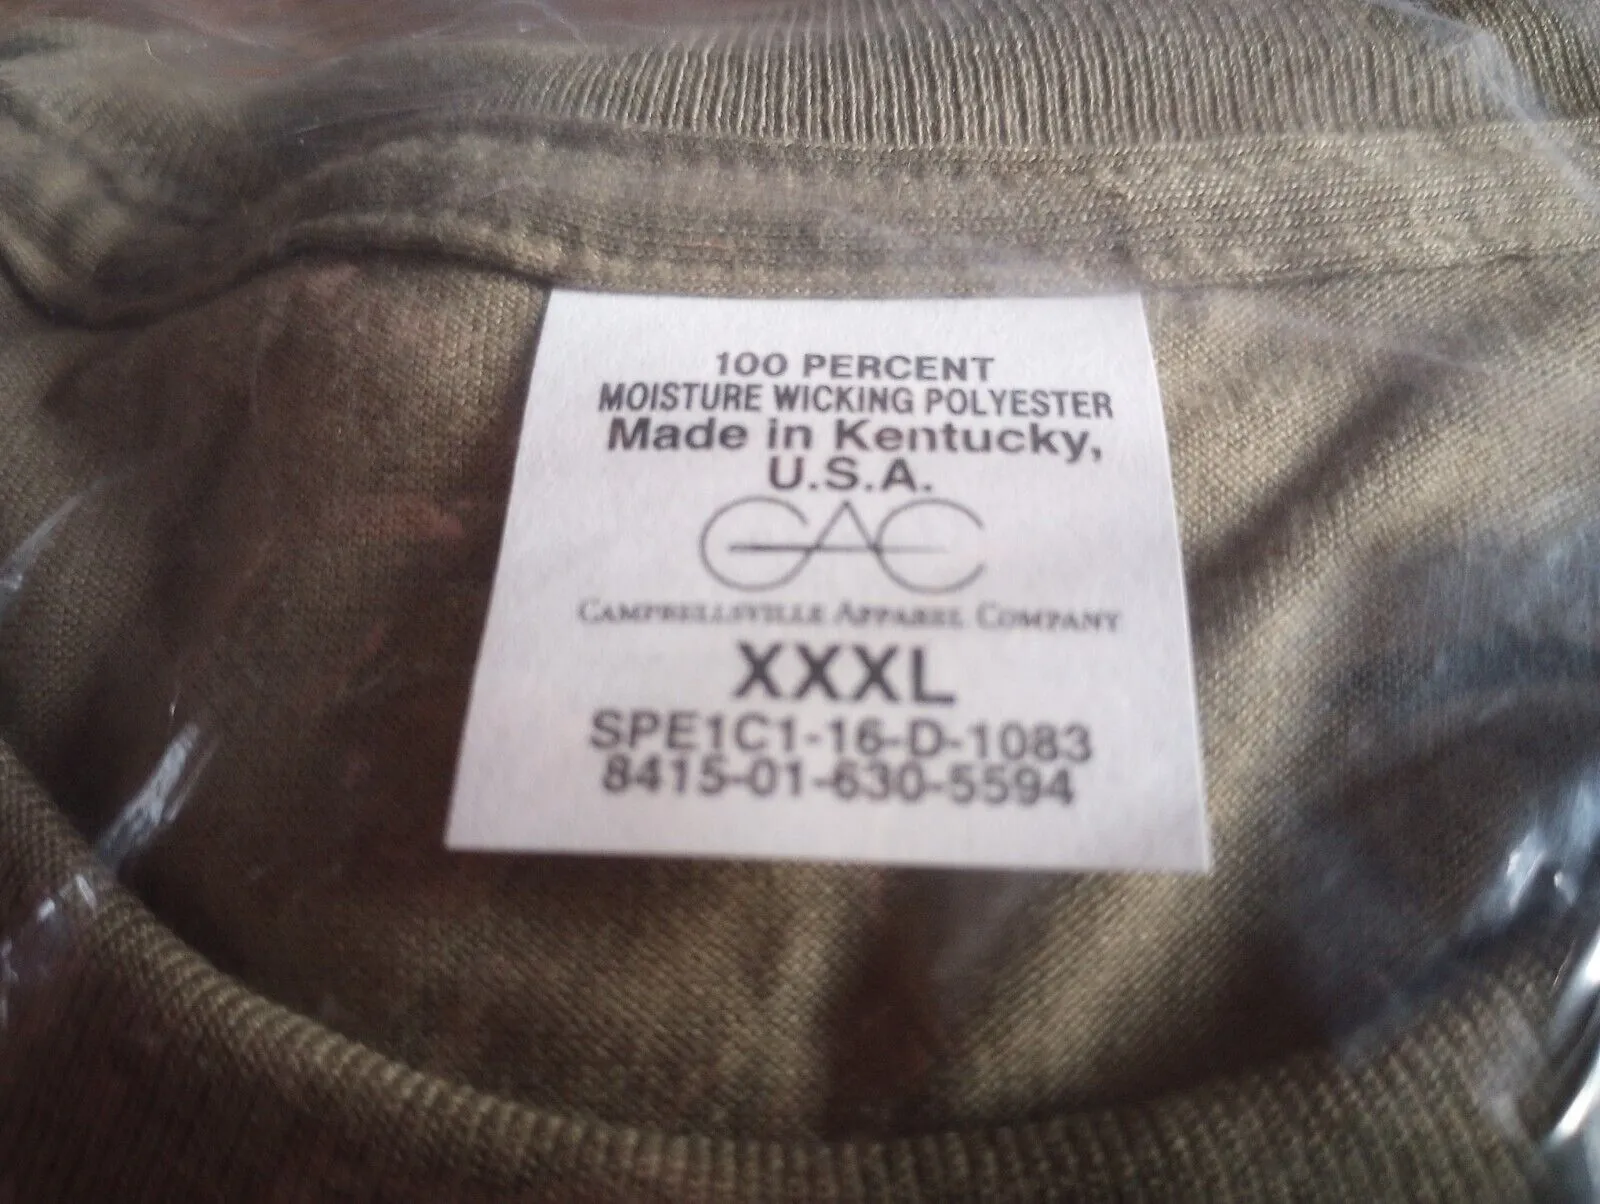 100 PERCENT
MOISTURE WICKING POLYESTER
Made in Kentucky,
U.S.A.
CAC
CAMPBELLSVILLE APPAREL COMPANY
XXXL
SPE1C1-16-D-1083
8415-01-630-5594